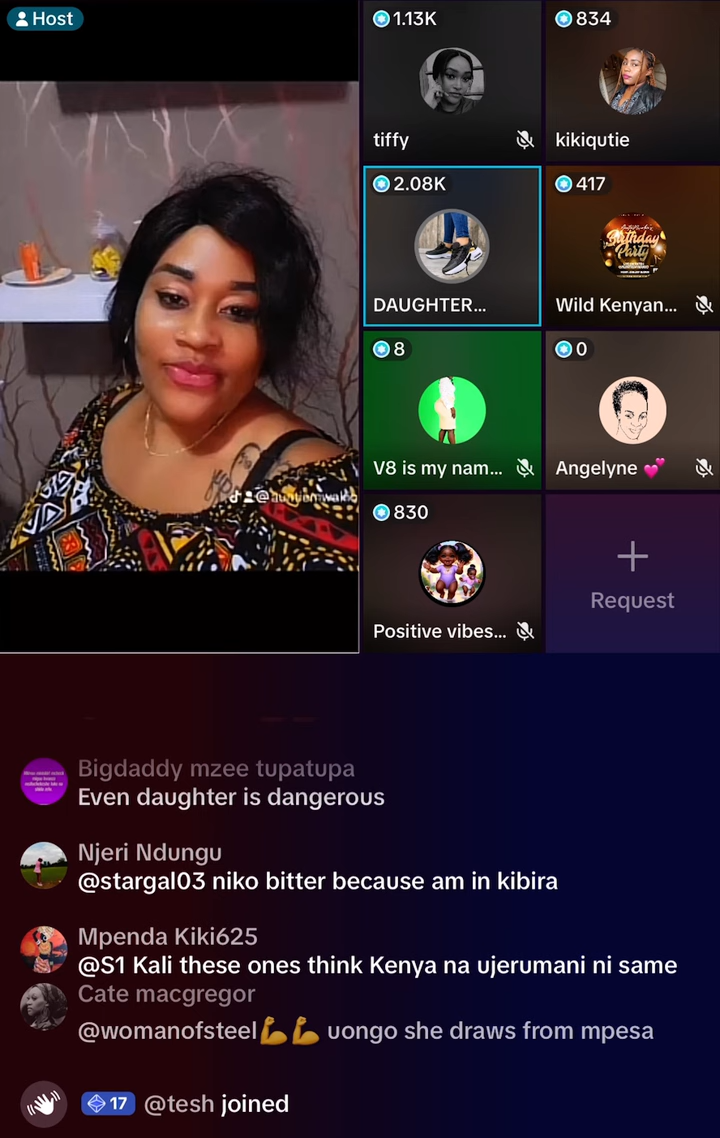 Host
1.13K
tiffy
834
kikiqutie
2.08K
DAUGHTER...
417
Birthday
Party
Wild Kenyan...
8
V8 is my nam...
0
Angelyne 💕
830
Positive vibes...
Request
Bigdaddy mzee tupatupa
Even daughter is dangerous
Njeri Ndungu
@stargal03 niko bitter because am in kibira
Mpenda Kiki625
@S1 Kali these ones think Kenya na ujerumani ni same
Cate macgregor
@womanofsteel💪💪 uongo she draws from mpesa
17 @tesh joined